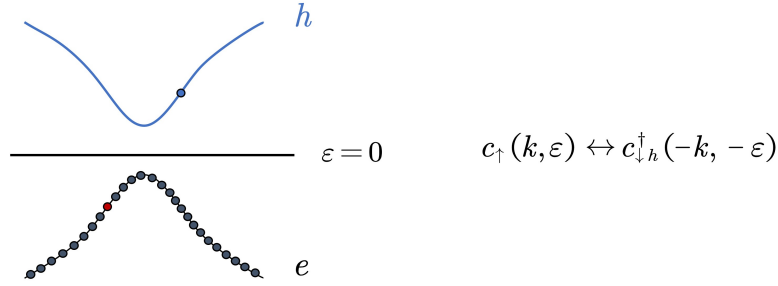 h
ε = 0
c↑(k, ε) ↔ c†↓h(−k, − ε)
e